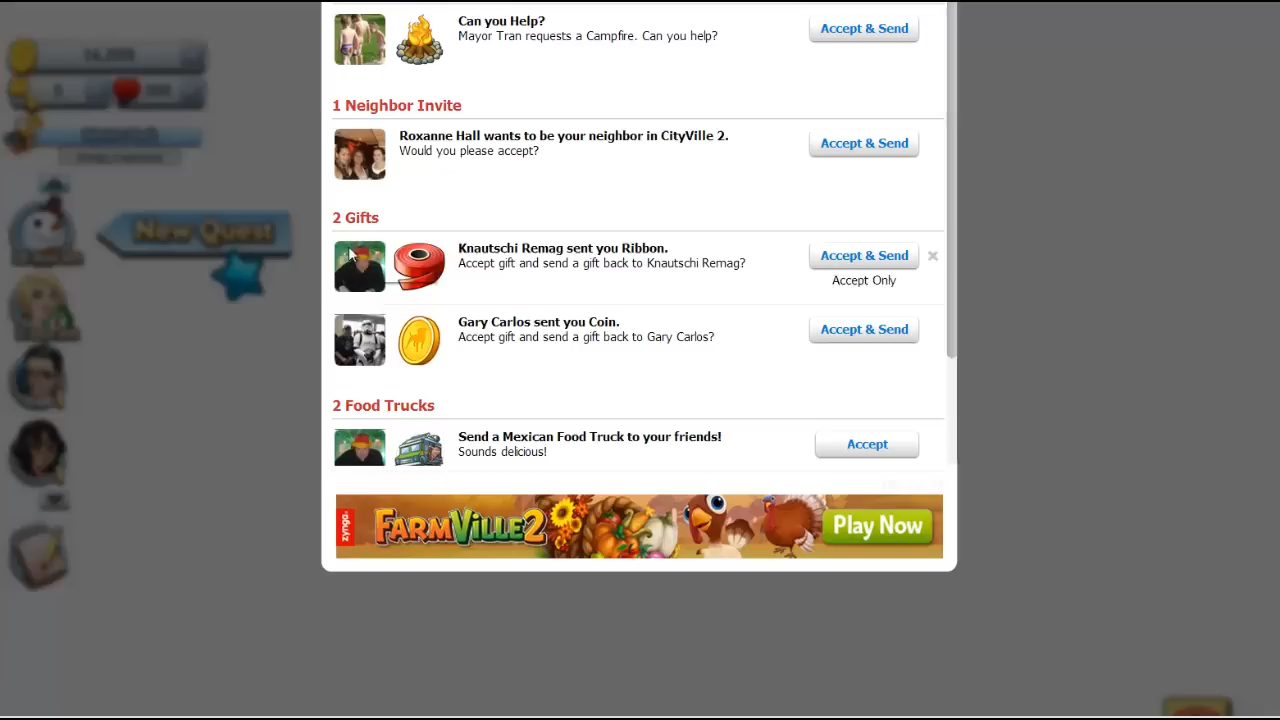 Can you Help?
Mayor Tran requests a Campfire. Can you help?
Accept & Send
1 Neighbor Invite
Roxanne Hall wants to be your neighbor in CityVille 2.
Would you please accept?
Accept & Send
New Quest
2 Gifts
Knautschi Remag sent you Ribbon.
Accept gift and send a gift back to Knautschi Remag?
Accept & Send
Accept Only
Gary Carlos sent you Coin.
Accept gift and send a gift back to Gary Carlos?
Accept & Send
2 Food Trucks
Send a Mexican Food Truck to your friends!
Sounds delicious!
Accept
zynga
FARMVILLE2
Play Now